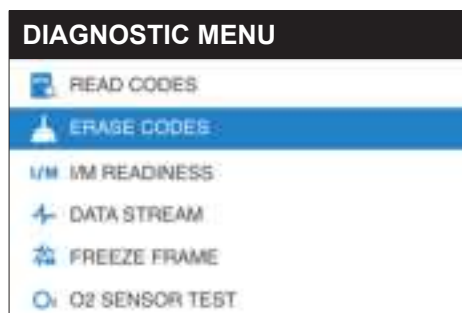 DIAGNOSTIC MENU
READ CODES
ERASE CODES
I/M I/M READINESS
DATA STREAM
FREEZE FRAME
O2 SENSOR TEST